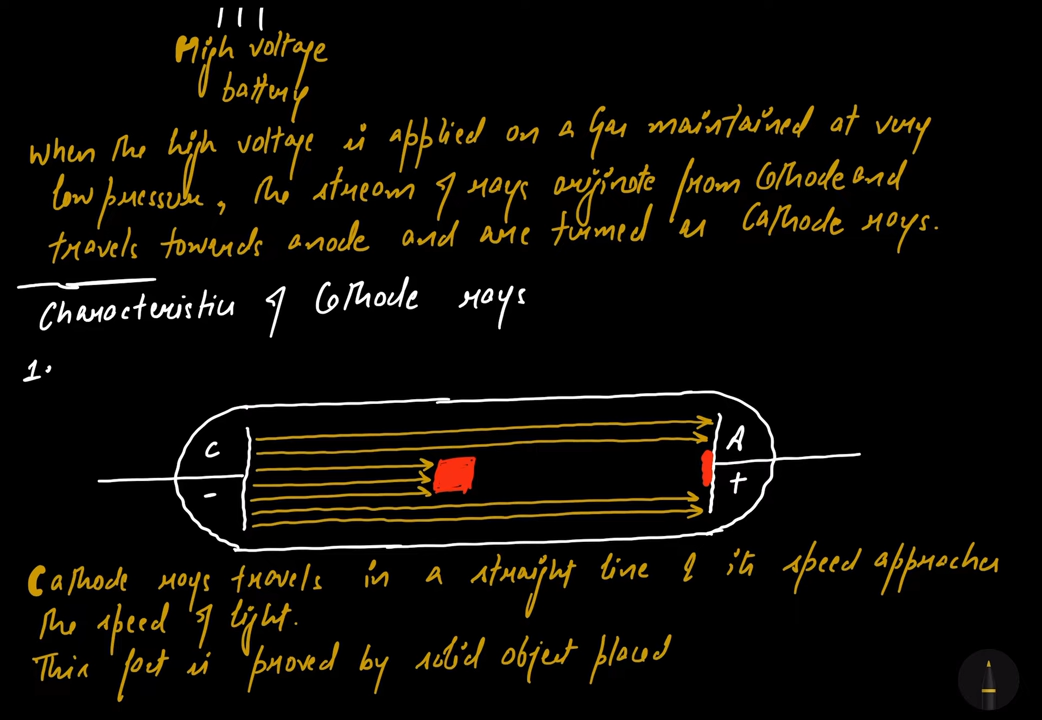 High voltage
battery
When the high voltage is applied on a Gas maintained at very
low pressure, the stream of rays originate from Cathode and
travels towards anode and are turmed as Cathode rays.
Characteristics of Cathode rays
1.
C
A
-
+
Cathode rays travels in a straight line & its speed approaches
the speed of light.
This fact is proved by solid object placed